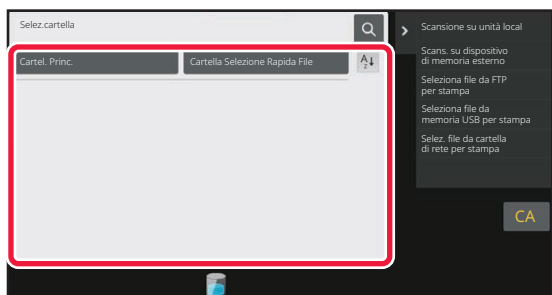 Selez.cartella
Cartel. Princ.
Cartella Selezione Rapida File
A
Z
Scansione su unità local
Scans. su dispositivo
di memoria esterno
Seleziona file da FTP
per stampa
Seleziona file da
memoria USB per stampa
Selez. file da cartella
di rete per stampa
CA